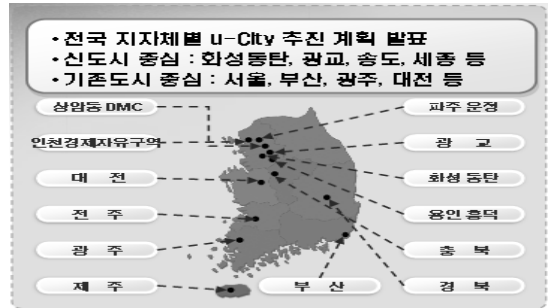 • 전국 지자체별 u-City 추진 계획 발표
• 신도시 중심 : 화성동탄, 광교, 송도, 세종 등
• 기존도시 중심 : 서울, 부산, 광주, 대전 등
상암동 DMC
파주 운정
인천경제자유구역
광 교
대 전
화성 동탄
전 주
용인 흥덕
광 주
충 북
제 주
부 산
경 북